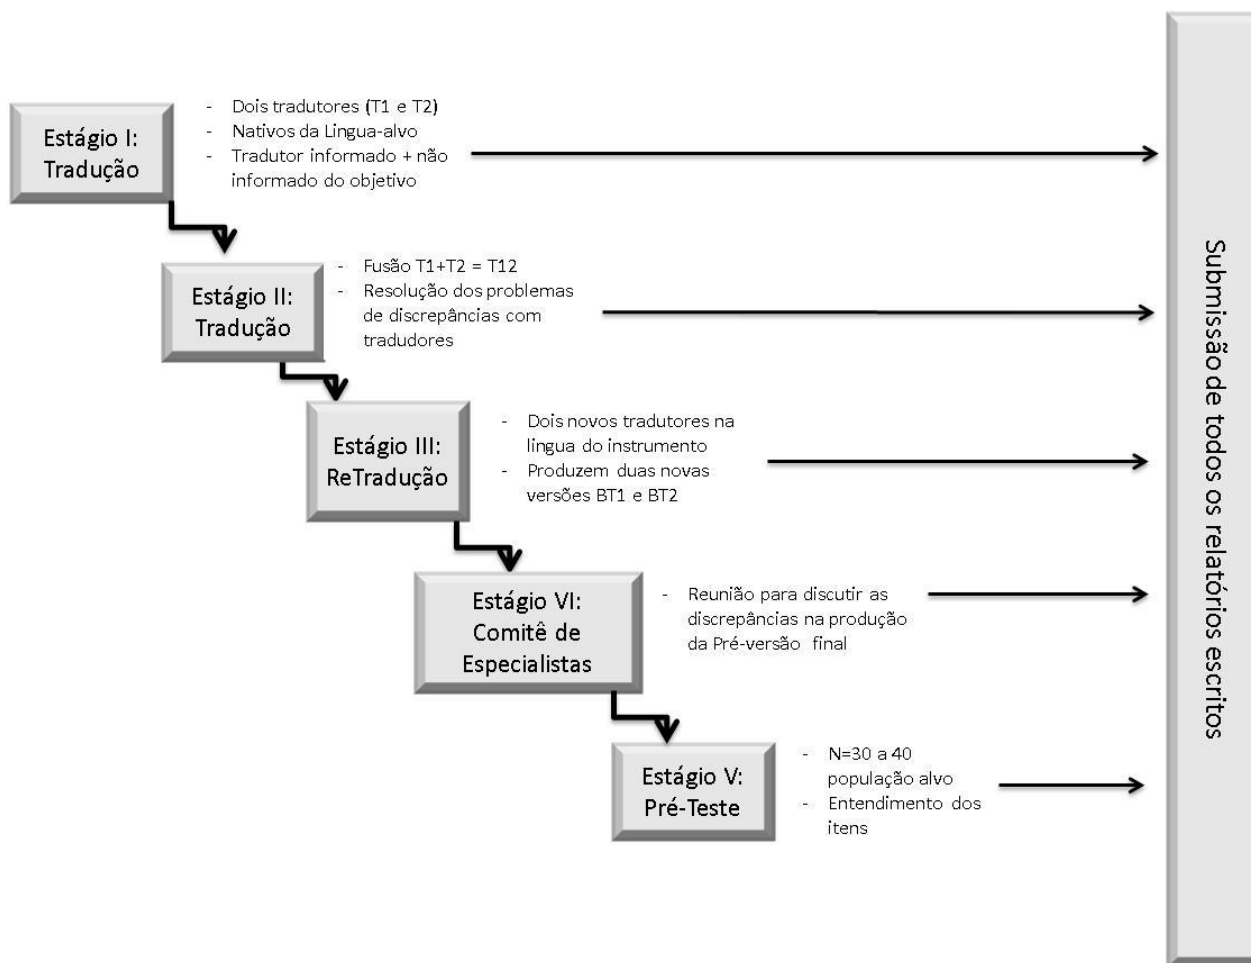 Estágio I:
Tradução
- Dois tradutores (T1 e T2)
- Nativos da Lingua-alvo
- Tradutor informado + não
informado do objetivo
Estágio II:
Tradução
- Fusão T1+T2 = T12
- Resolução dos problemas
de discrepâncias com
tradudores
Estágio III:
ReTradução
- Dois novos tradutores na
lingua do instrumento
- Produzem duas novas
versões BT1 e BT2
Estágio VI:
Comitê de
Especialistas
- Reunião para discutir as
discrepâncias na produção
da Pré-versão final
Estágio V:
Pré-Teste
- N=30 a 40
população alvo
- Entendimento dos
itens
Submissão de todos os relatórios escritos